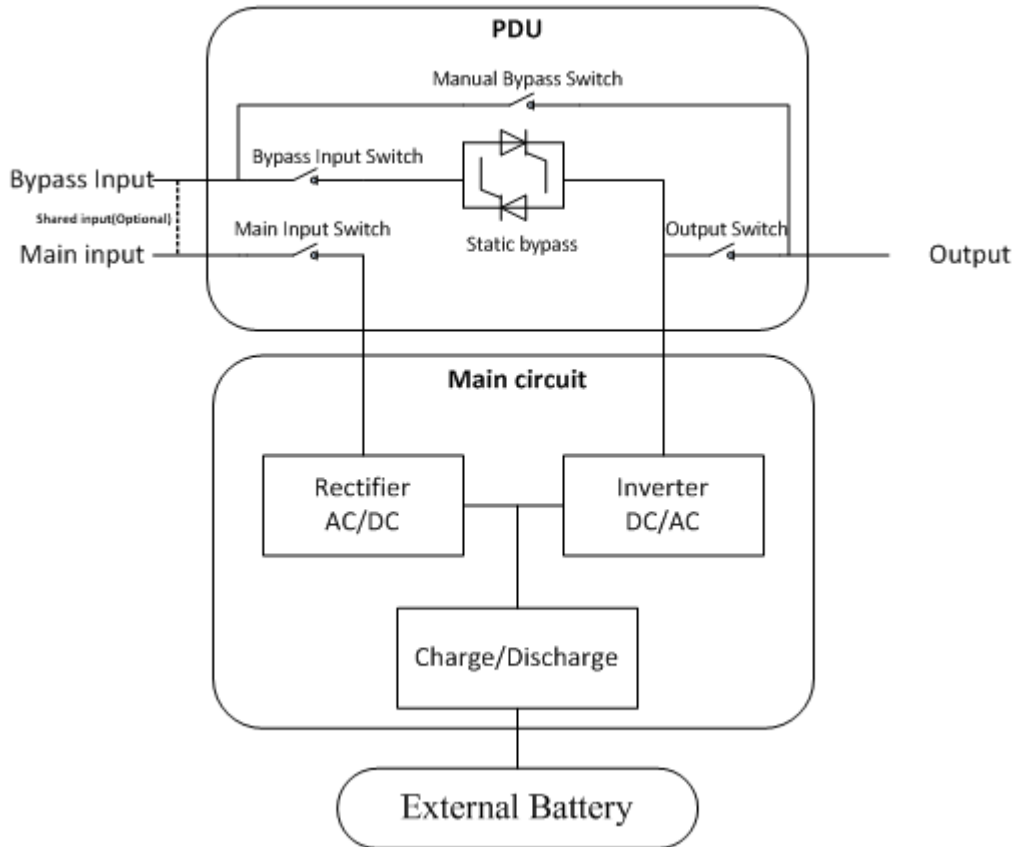 PDU
Manual Bypass Switch
Bypass Input Switch
Bypass Input
Shared input(Optional)
Main Input Switch
Output Switch
Static bypass
Main input
Output
Main circuit
Rectifier
AC/DC
Inverter
DC/AC
Charge/Discharge
External Battery